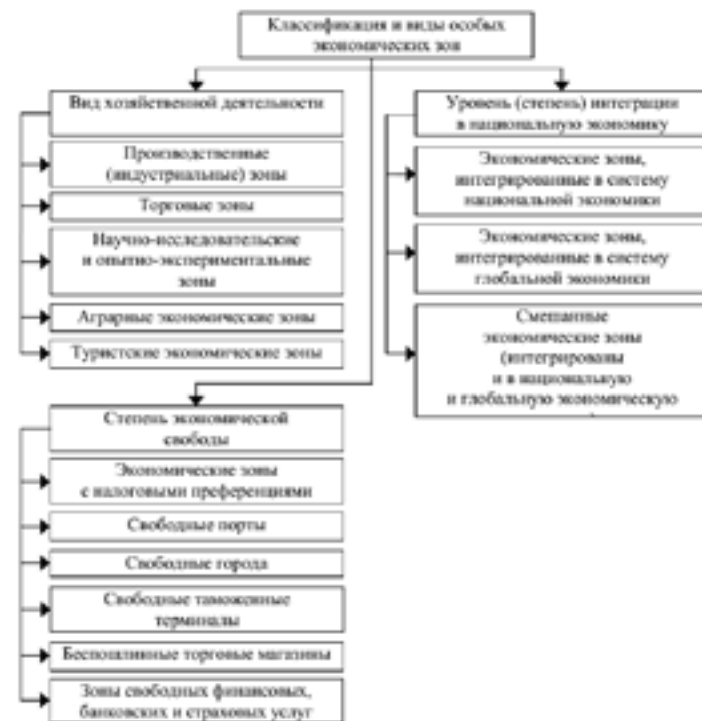 Классификация и виды особых
экономических зон
Вид хозяйственной деятельности
Производственные
(индустриальные) зоны
Торговые зоны
Научно-исследовательские
и опытно-экспериментальные
зоны
Аграрные экономические зоны
Туристские экономические зоны
Уровень (степень) интеграции
в национальную экономику
Экономические зоны,
интегрированные в систему
национальной экономики
Экономические зоны,
интегрированные в систему
глобальной экономики
Смешанные
экономические зоны
(интегрированы
и в национальную
и глобальную экономическую
Степень экономической
свободы
Экономические зоны
с налоговыми преференциями
Свободные порты
Свободные города
Свободные таможенные
терминалы
Беспошлинные торговые магазины
Зоны свободных финансовых,
банковских и страховых услуг